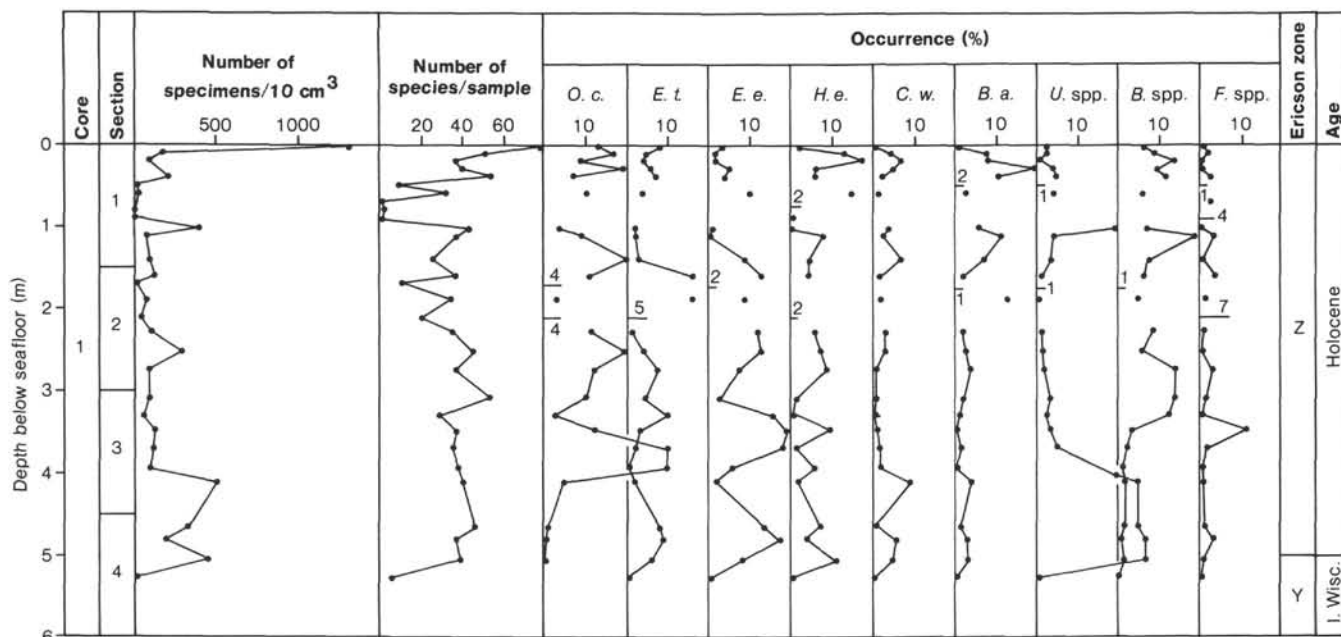 Core
Section
Number of
specimens/10 cm³
500 1000
Number of
species/sample
20 40 60
Occurrence (%)
O. c. E. t. E. e. H. e. C. w. B. a. U. spp. B. spp. F. spp.
10 10 10 10 10 10 10 10 10
Ericson zone
Age
Depth below seafloor (m)
0
1
2
3
4
5
6
1
1
2
3
4
2 2 1 1 4
4 2 1 1 1
4 5 2 7
Z
Y
Holocene
l. Wisc.